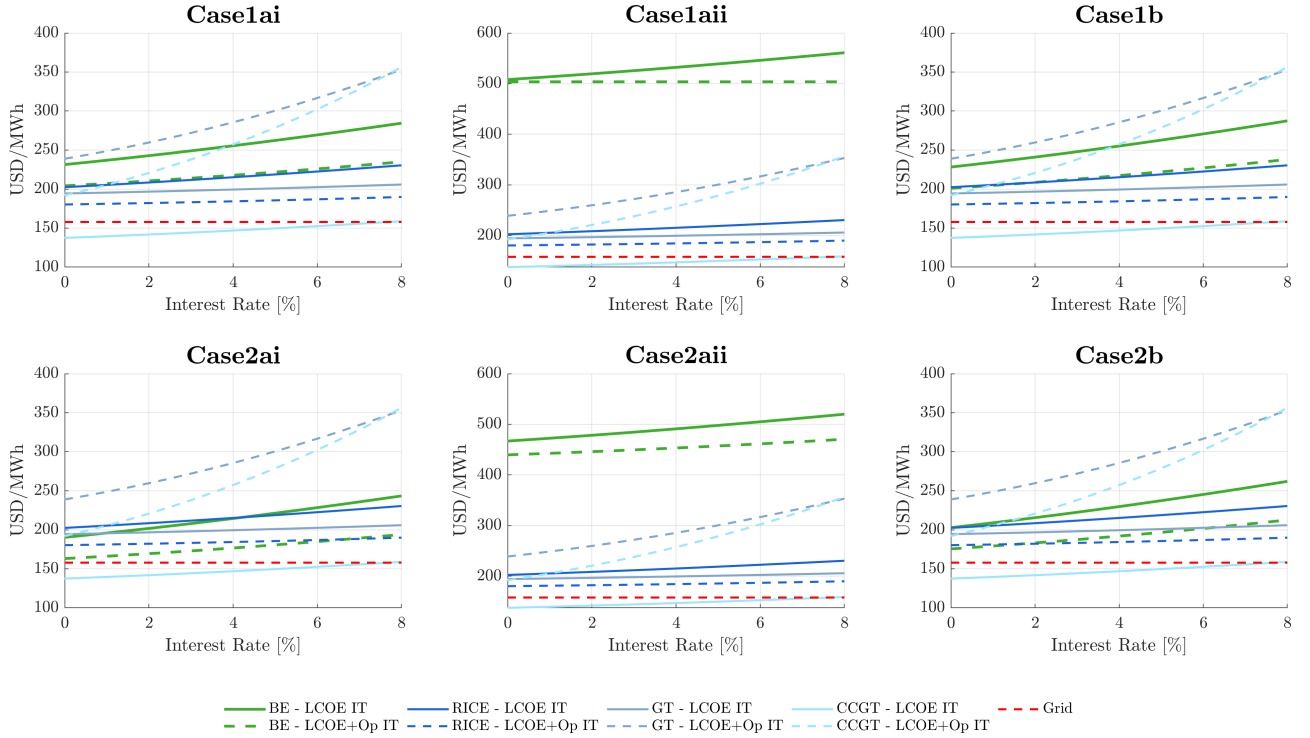 Case1ai
Case1aii
Case1b
USD/MWh
400
350
300
250
200
150
100
0 2 4 6 8
Interest Rate [%]
USD/MWh
600
500
400
300
200
0 2 4 6 8
Interest Rate [%]
USD/MWh
400
350
300
250
200
150
100
0 2 4 6 8
Interest Rate [%]
Case2ai
Case2aii
Case2b
USD/MWh
400
350
300
250
200
150
100
0 2 4 6 8
Interest Rate [%]
USD/MWh
600
500
400
300
200
0 2 4 6 8
Interest Rate [%]
USD/MWh
400
350
300
250
200
150
100
0 2 4 6 8
Interest Rate [%]
BE - LCOE IT RICE - LCOE IT GT - LCOE IT CCGT - LCOE IT Grid
BE - LCOE+Op IT RICE - LCOE+Op IT GT - LCOE+Op IT CCGT - LCOE+Op IT